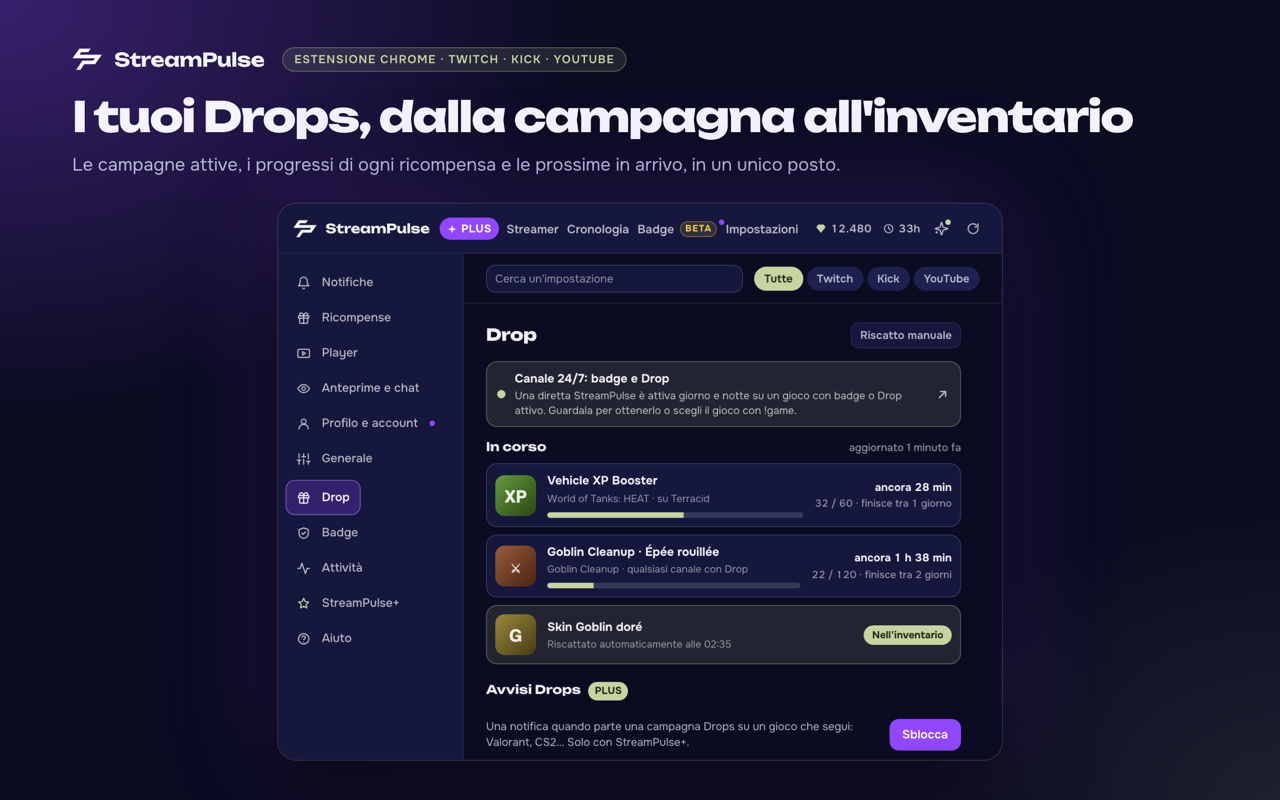 StreamPulse
ESTENSIONE CHROME · TWITCH · KICK · YOUTUBE
I tuoi Drops, dalla campagna all'inventario
Le campagne attive, i progressi di ogni ricompensa e le prossime in arrivo, in un unico posto.
StreamPulse
PLUS
Streamer
Cronologia
Badge
BETA
Impostazioni
12.480
33h
Notifiche
Ricompense
Player
Anteprime e chat
Profilo e account
Generale
Drop
Badge
Attività
StreamPulse+
Aiuto
Cerca un'impostazione
Tutte
Twitch
Kick
YouTube
Drop
Riscatto manuale
Canale 24/7: badge e Drop
Una diretta StreamPulse è attiva giorno e notte su un gioco con badge o Drop
attivo. Guardala per ottenerlo o scegli il gioco con !game.
In corso
aggiornato 1 minuto fa
XP
Vehicle XP Booster
World of Tanks: HEAT · su Terracid
ancora 28 min
32 / 60 · finisce tra 1 giorno
Goblin Cleanup · Épée rouillée
Goblin Cleanup · qualsiasi canale con Drop
ancora 1 h 38 min
22 / 120 · finisce tra 2 giorni
G
Skin Goblin doré
Riscattato automaticamente alle 02:35
Nell'inventario
Avvisi Drops
PLUS
Una notifica quando parte una campagna Drops su un gioco che segui:
Valorant, CS2… Solo con StreamPulse+.
Sblocca